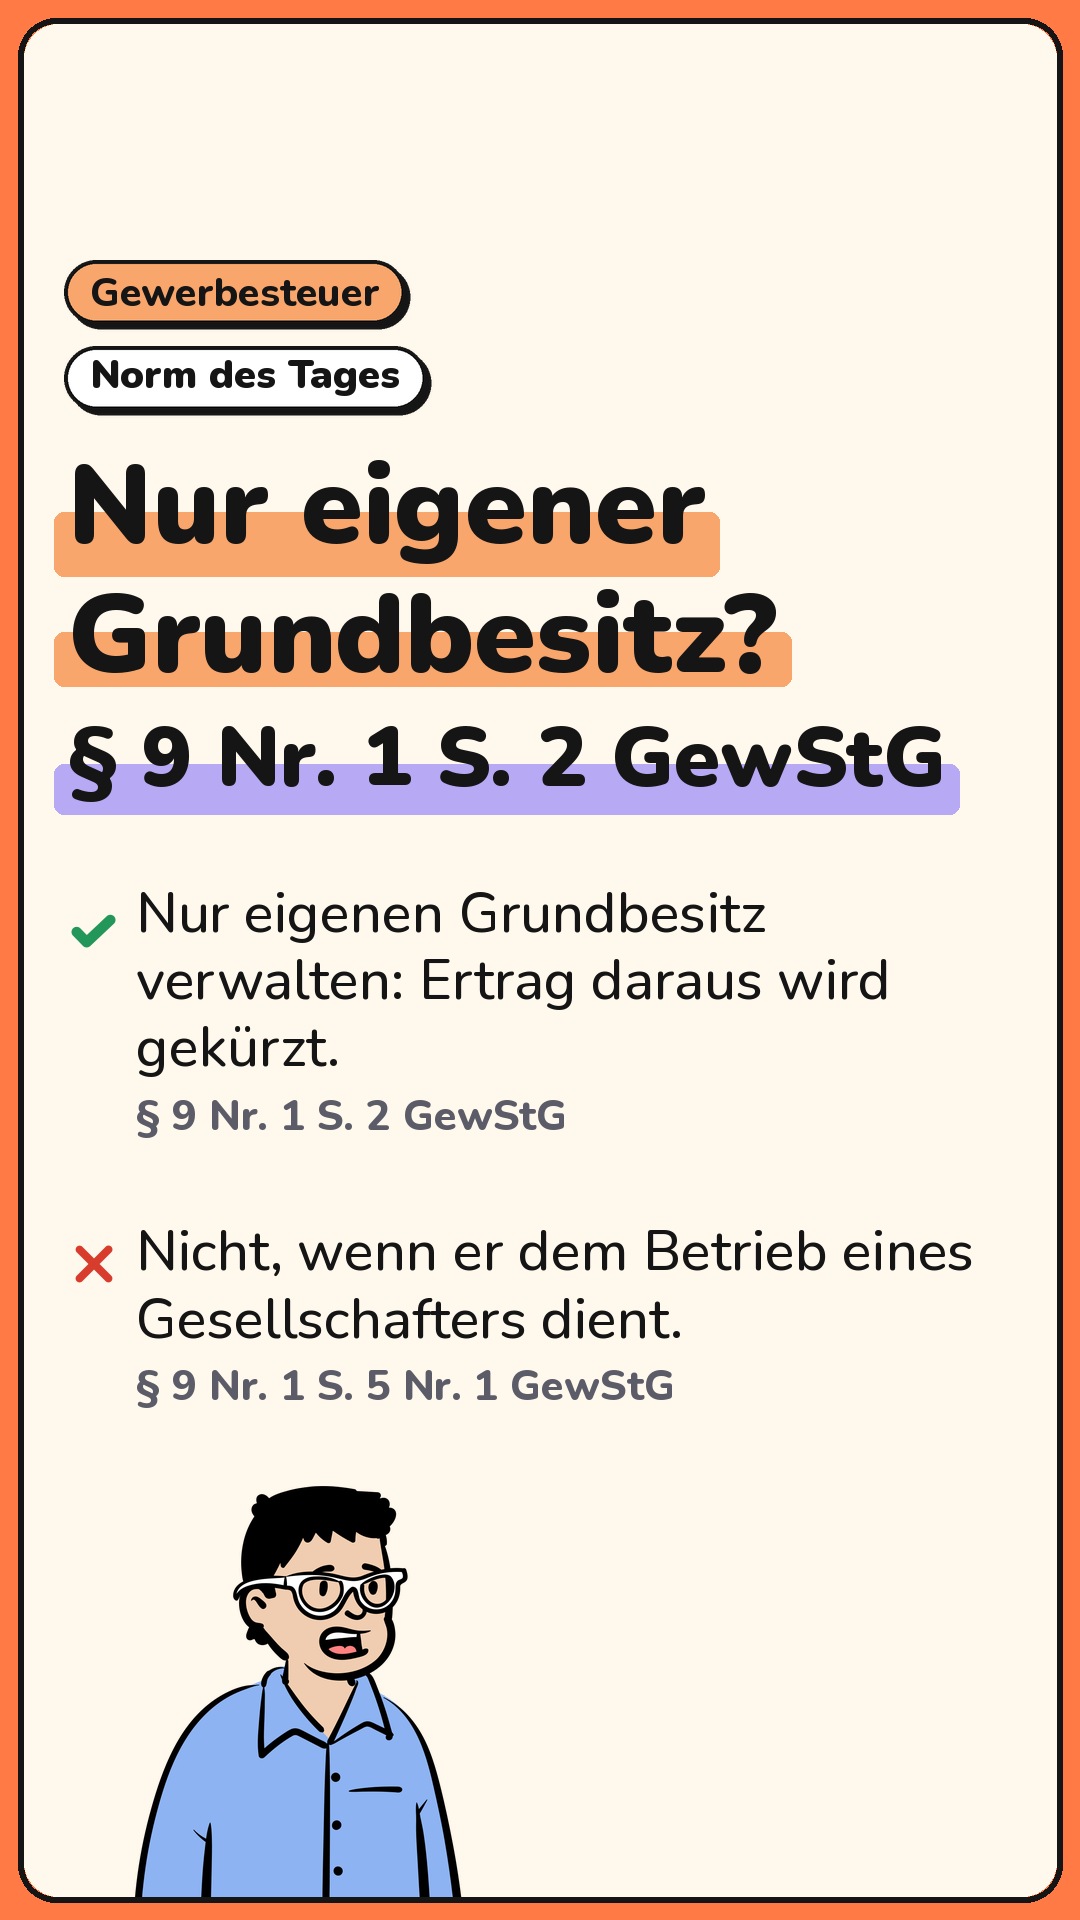 Gewerbesteuer
Norm des Tages
Nur eigener
Grundbesitz?
§ 9 Nr. 1 S. 2 GewStG
Nur eigenen Grundbesitz
verwalten: Ertrag daraus wird
gekürzt.
§ 9 Nr. 1 S. 2 GewStG
Nicht, wenn er dem Betrieb eines
Gesellschafters dient.
§ 9 Nr. 1 S. 5 Nr. 1 GewStG